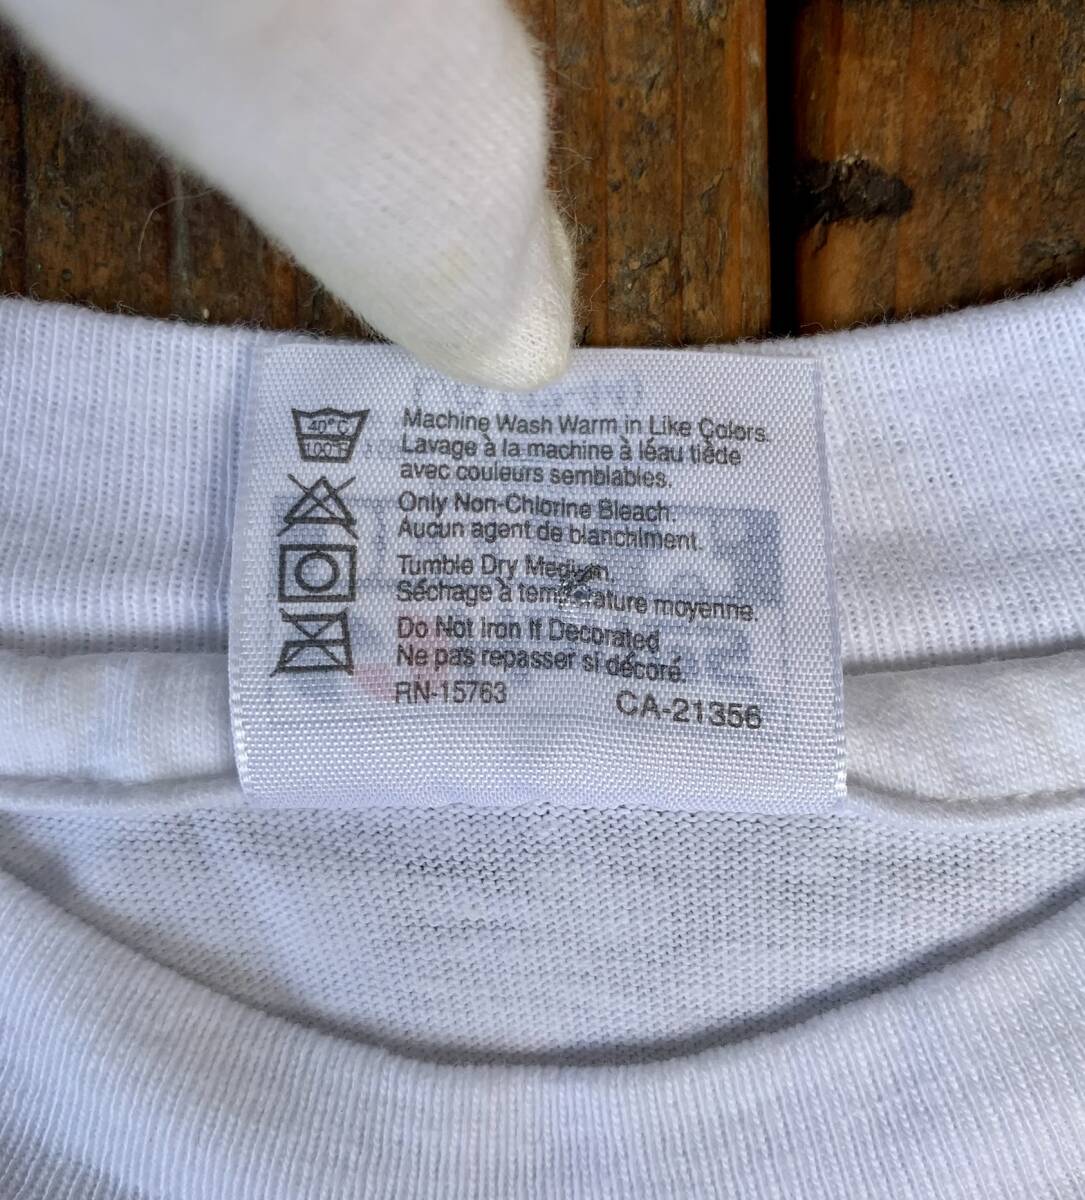 40°C
100°F
Machine Wash Warm in Like Colors.
Lavage à la machine à léau tiède
avec couleurs semblables.
Only Non-Chlorine Bleach.
Aucun agent de blanchiment.
Tumble Dry Medium.
Séchage à température moyenne.
Do Not Iron If Decorated
Ne pas repasser si décoré.
RN-15763 CA-21356